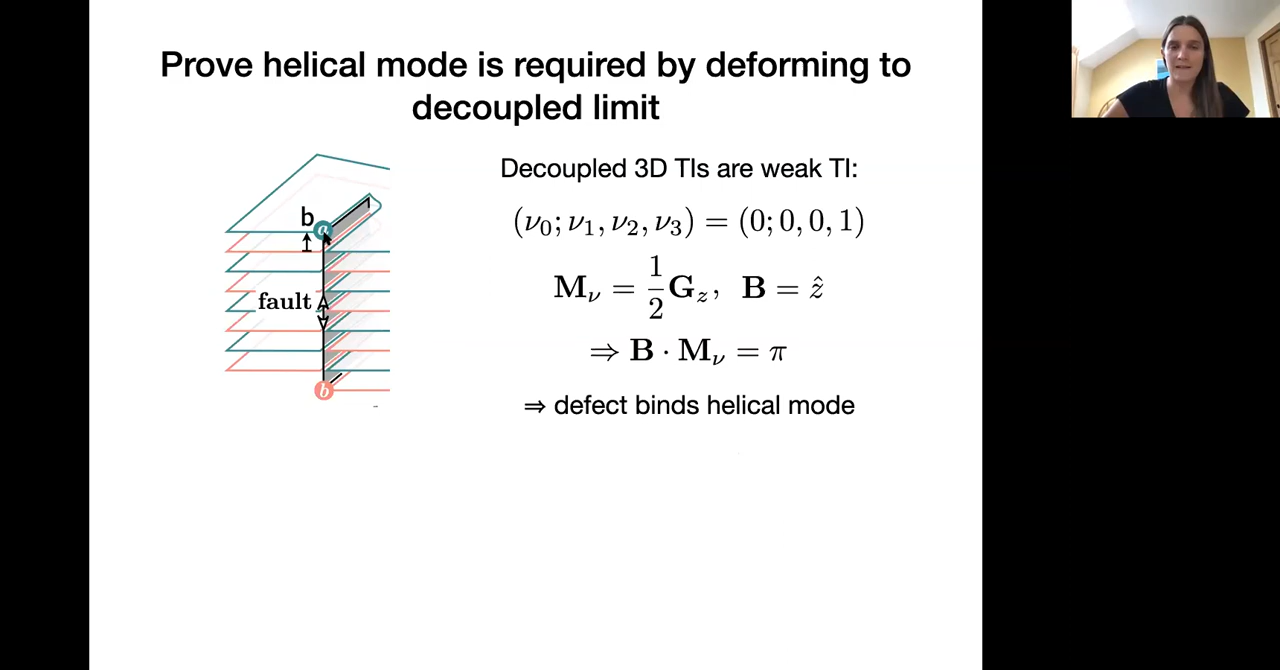 Prove helical mode is required by deforming to
decoupled limit
Decoupled 3D TIs are weak TI:
(ν₀; ν₁, ν₂, ν₃) = (0; 0, 0, 1)
M_ν = 1/2 G_z, B = ẑ
⇒ B · M_ν = π
⇒ defect binds helical mode
b
a
fault
b